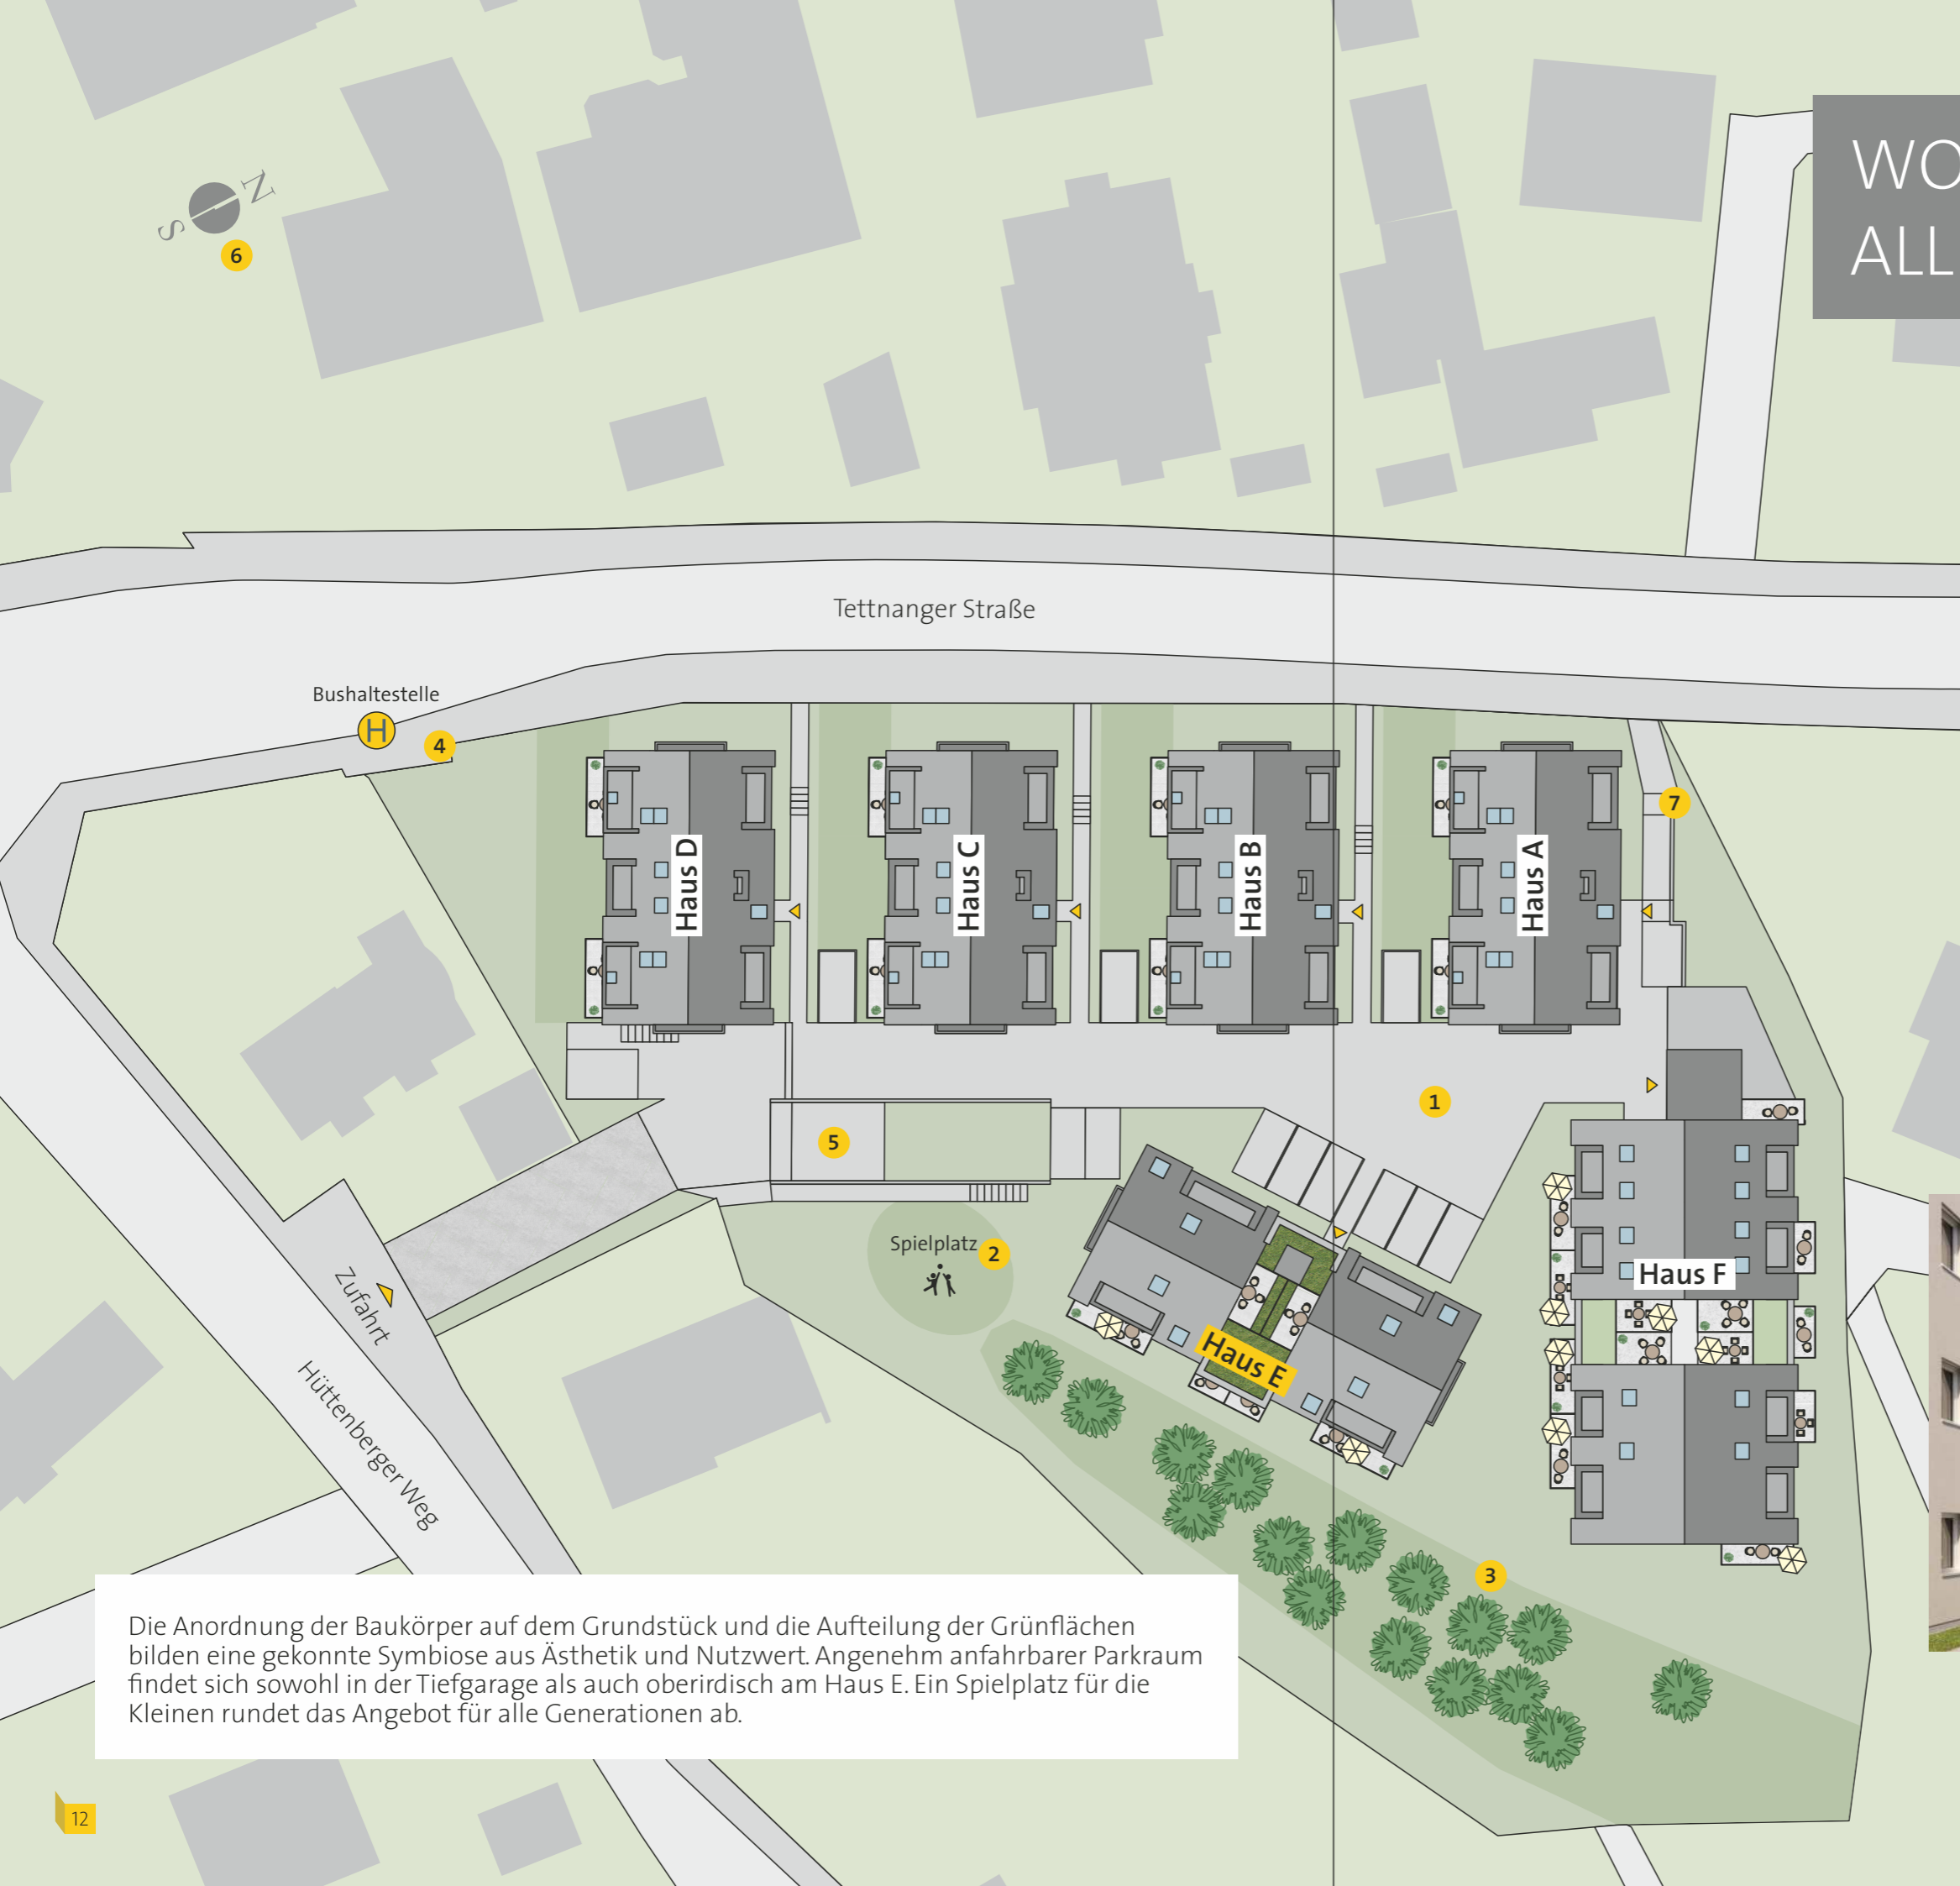 WO
ALL
N
S
6
Tettnanger Straße
Bushaltestelle
H
4
7
Haus D
Haus C
Haus B
Haus A
1
5
Spielplatz
2
Haus E
Haus F
Zufahrt
Hüttenberger Weg
3
Die Anordnung der Baukörper auf dem Grundstück und die Aufteilung der Grünflächen
bilden eine gekonnte Symbiose aus Ästhetik und Nutzwert. Angenehm anfahrbarer Parkraum
findet sich sowohl in der Tiefgarage als auch oberirdisch am Haus E. Ein Spielplatz für die
Kleinen rundet das Angebot für alle Generationen ab.
12